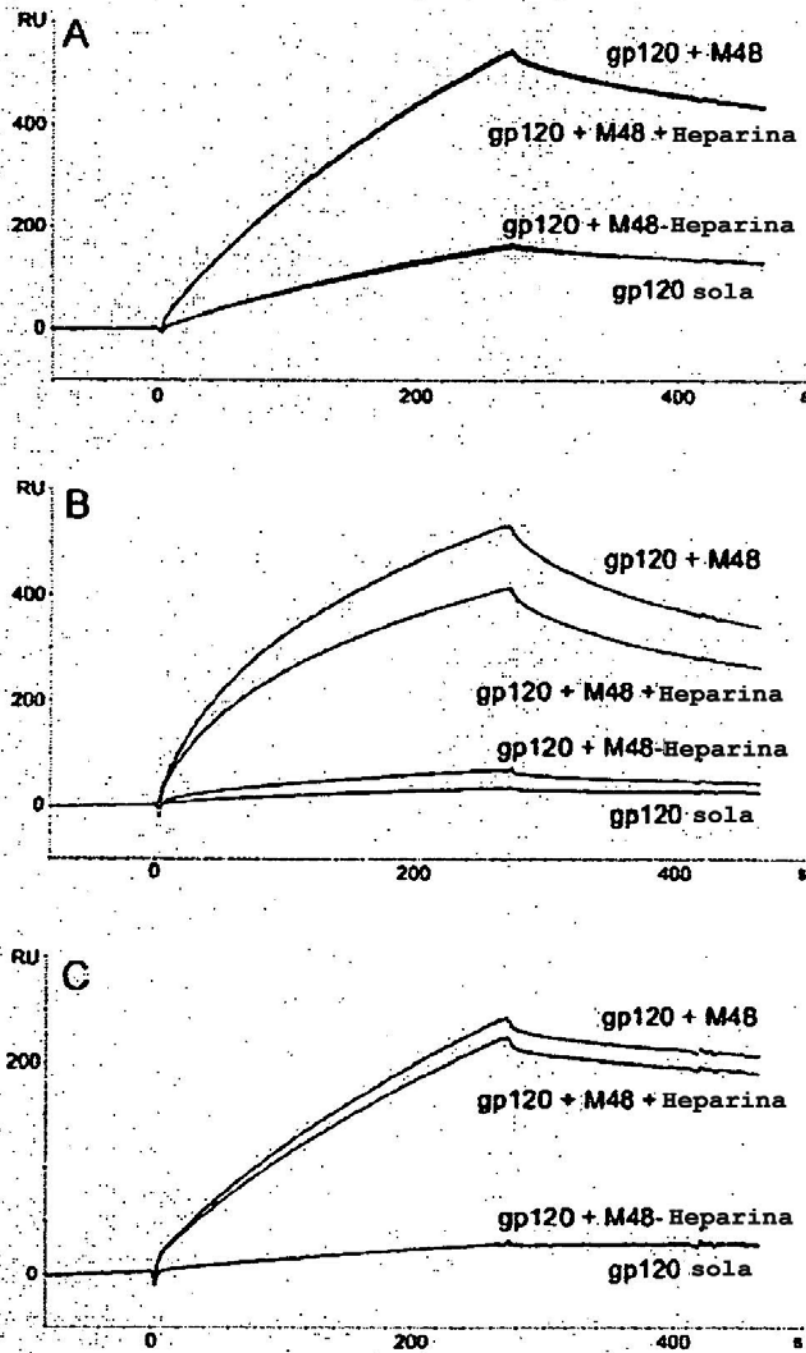 RU
A
gp120 + M48
400
gp120 + M48 + Heparina
200
gp120 + M48-Heparina
gp120 sola
0
0 200 400 s
RU
B
gp120 + M48
400
200
gp120 + M48 + Heparina
gp120 + M48-Heparina
0
gp120 sola
0 200 400 s
RU
C
gp120 + M48
200
gp120 + M48 + Heparina
gp120 + M48-Heparina
0
gp120 sola
0 200 400 s